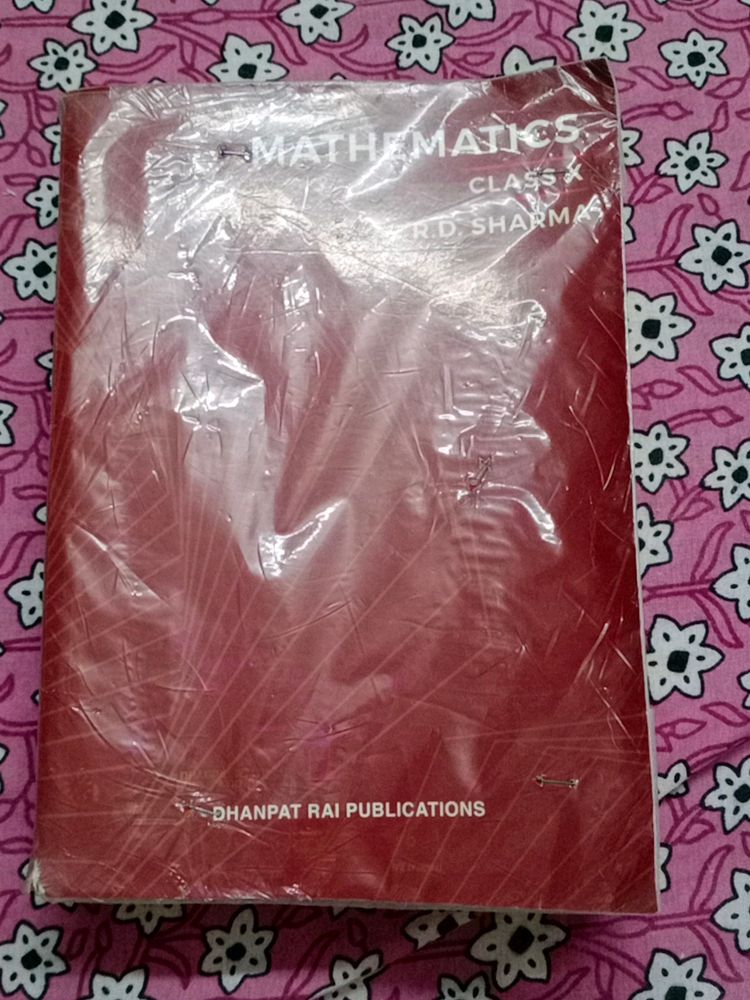 MATHEMATICS
CLASS X
R.D. SHARMA
DHANPAT RAI PUBLICATIONS